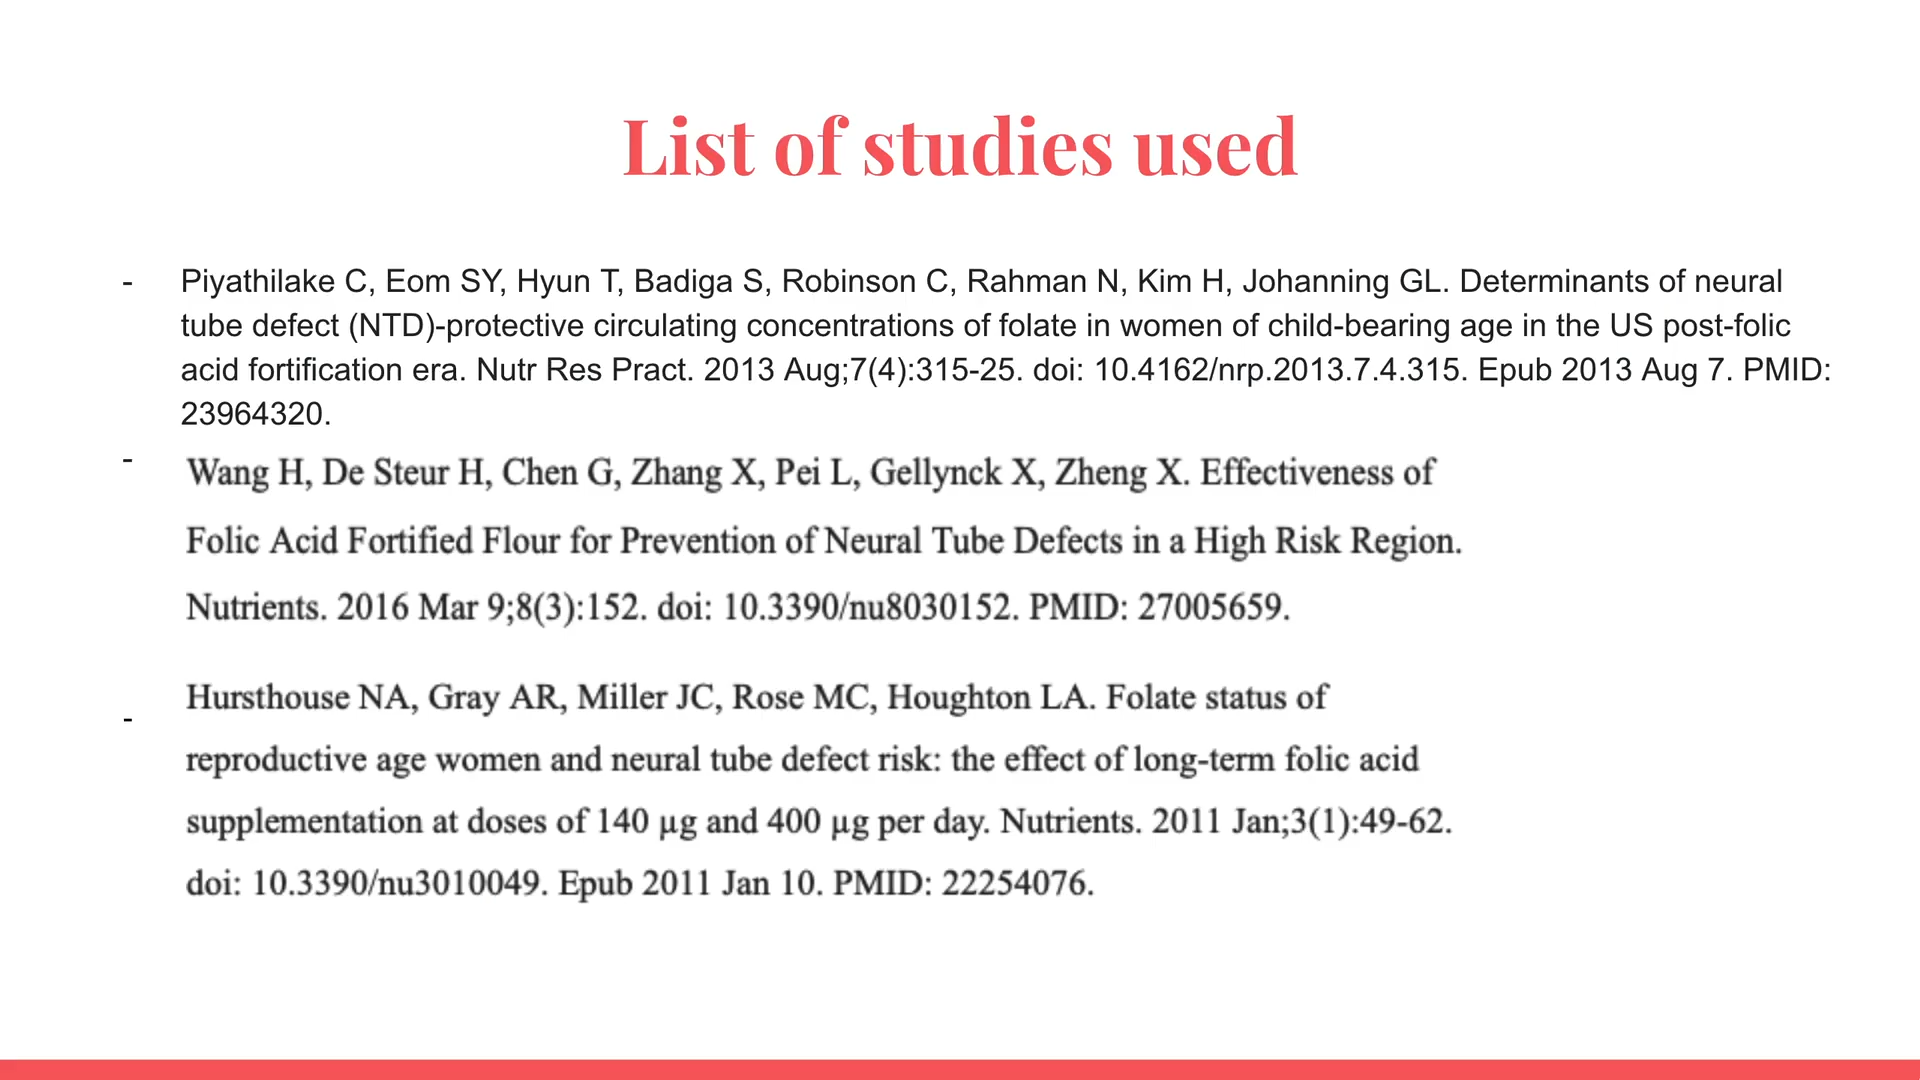 List of studies used
- Piyathilake C, Eom SY, Hyun T, Badiga S, Robinson C, Rahman N, Kim H, Johanning GL. Determinants of neural
tube defect (NTD)-protective circulating concentrations of folate in women of child-bearing age in the US post-folic
acid fortification era. Nutr Res Pract. 2013 Aug;7(4):315-25. doi: 10.4162/nrp.2013.7.4.315. Epub 2013 Aug 7. PMID:
23964320.
- Wang H, De Steur H, Chen G, Zhang X, Pei L, Gellynck X, Zheng X. Effectiveness of
Folic Acid Fortified Flour for Prevention of Neural Tube Defects in a High Risk Region.
Nutrients. 2016 Mar 9;8(3):152. doi: 10.3390/nu8030152. PMID: 27005659.
- Hursthouse NA, Gray AR, Miller JC, Rose MC, Houghton LA. Folate status of
reproductive age women and neural tube defect risk: the effect of long-term folic acid
supplementation at doses of 140 µg and 400 µg per day. Nutrients. 2011 Jan;3(1):49-62.
doi: 10.3390/nu3010049. Epub 2011 Jan 10. PMID: 22254076.